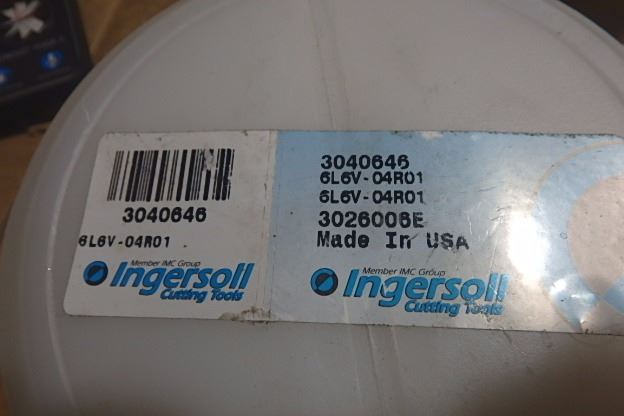 3040646
6L6V-04R01
Member IMC Group
Ingersoll
Cutting Tools
3040646
6L6V-04R01
6L6V-04R01
3026006E
Made In USA
Member IMC Group
Ingersoll
Cutting Tools